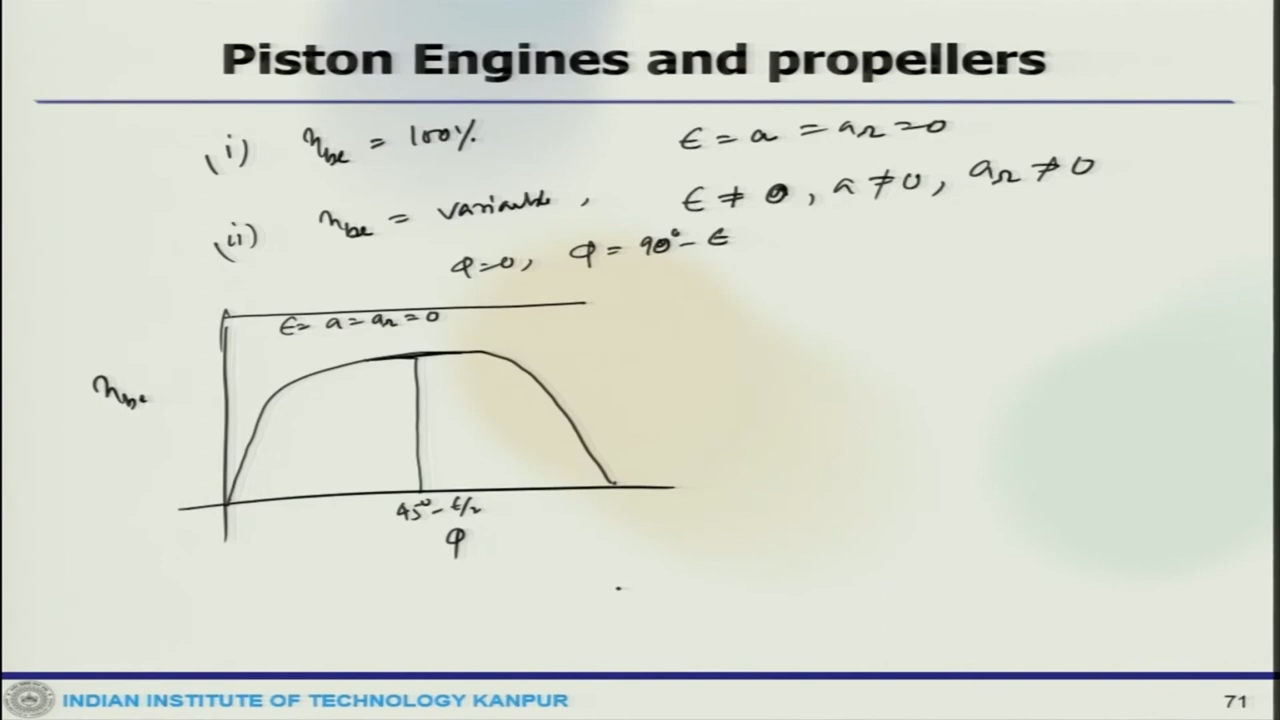 Piston Engines and propellers
(i) η_be = 100% ε = a = a_Ω = 0
(ii) η_be = variable, ε ≠ 0, a ≠ 0, a_Ω ≠ 0
φ=0, φ = 90° - ε
ε = a = a_Ω = 0
η_be
45° - ε/2
φ
INDIAN INSTITUTE OF TECHNOLOGY KANPUR
71